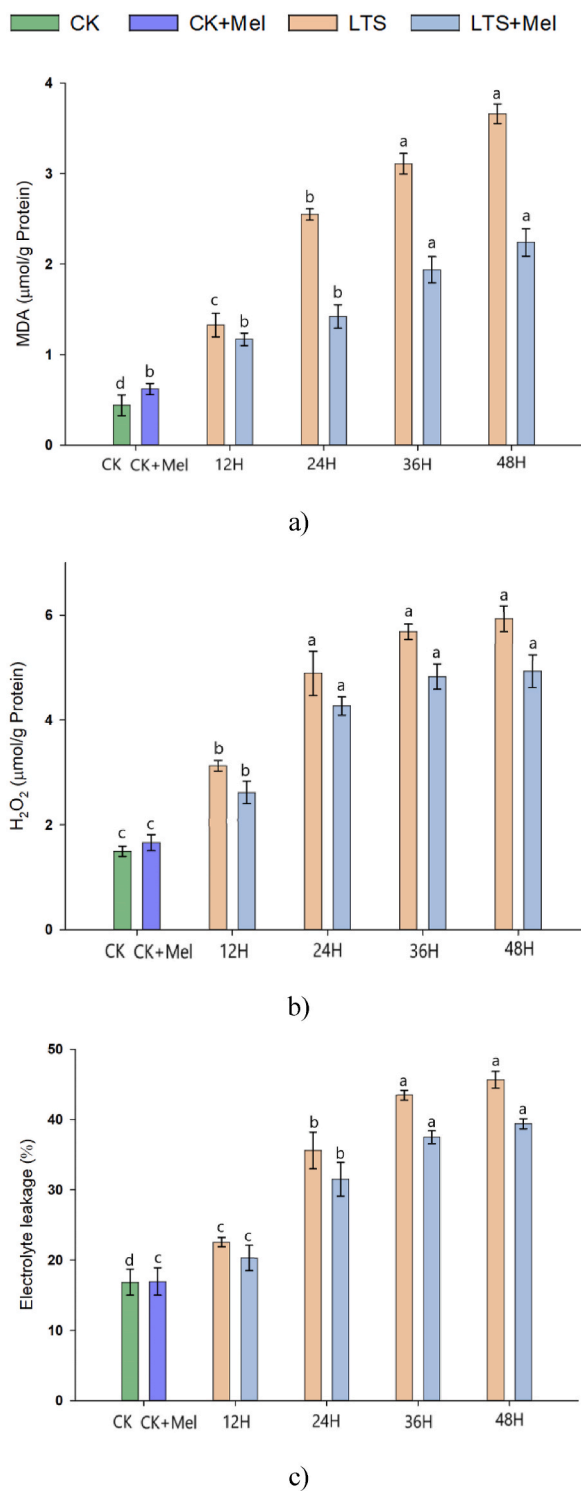 CK CK+Mel LTS LTS+Mel
4
3
2
1
0
MDA (μmol/g Protein)
d b c b b b a a a a
CK CK+Mel 12H 24H 36H 48H
a)
6
4
2
0
H₂O₂ (μmol/g Protein)
c c b b a a a a a a
CK CK+Mel 12H 24H 36H 48H
b)
50
40
30
20
10
0
Electrolyte leakage (%)
d c c c b b a a a a
CK CK+Mel 12H 24H 36H 48H
c)